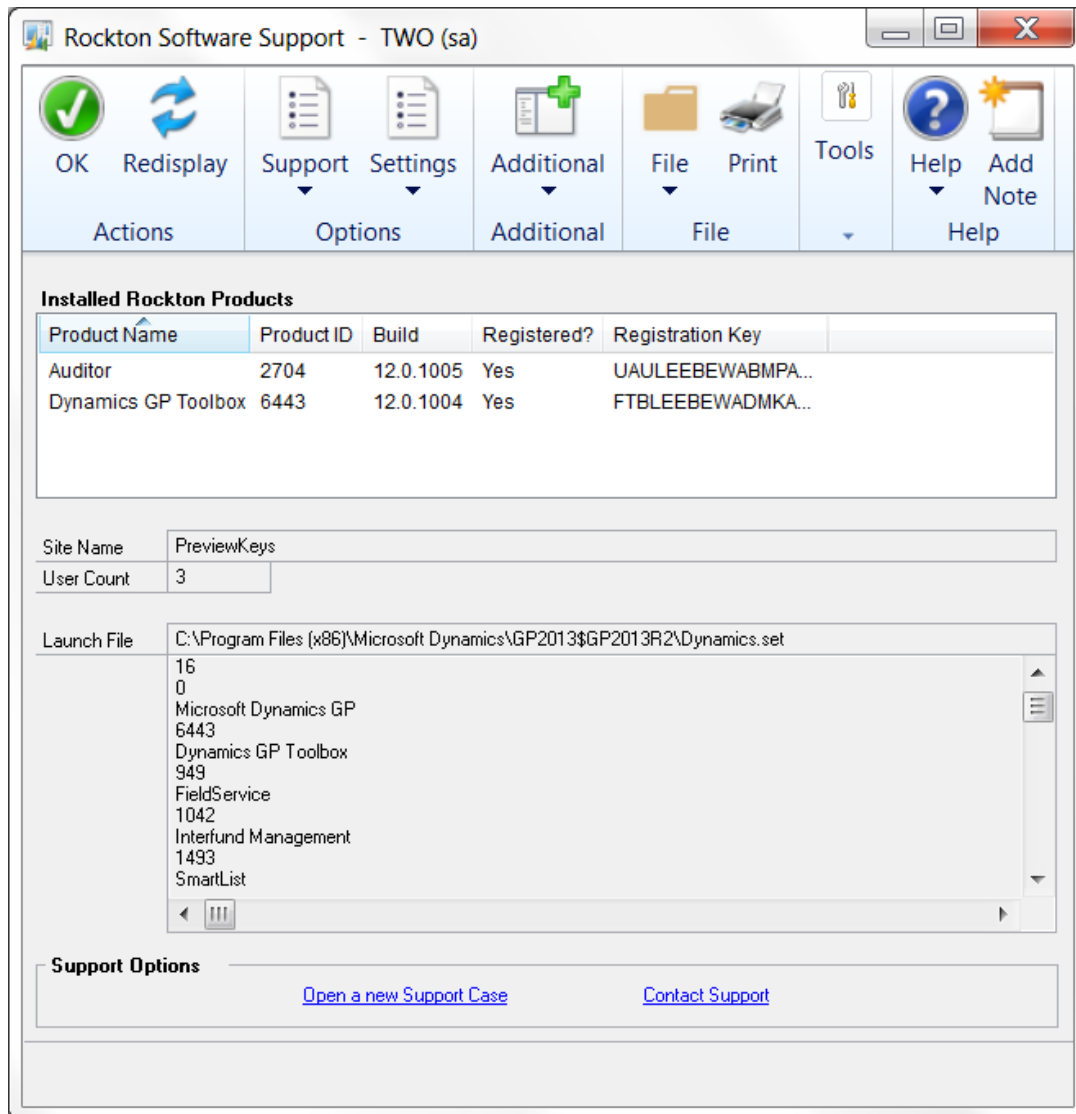 Rockton Software Support - TWO (sa)
OK Redisplay Support Settings Additional File Print Tools Help Add Note
Actions Options Additional File Help
Installed Rockton Products
Product Name Product ID Build Registered? Registration Key
Auditor 2704 12.0.1005 Yes UAULEEBEWABMPA...
Dynamics GP Toolbox 6443 12.0.1004 Yes FTBLEEBEWADMKA...
Site Name PreviewKeys
User Count 3
Launch File C:\Program Files (x86)\Microsoft Dynamics\GP2013$GP2013R2\Dynamics.set
16
0
Microsoft Dynamics GP
6443
Dynamics GP Toolbox
949
FieldService
1042
Interfund Management
1493
SmartList
Support Options
Open a new Support Case Contact Support